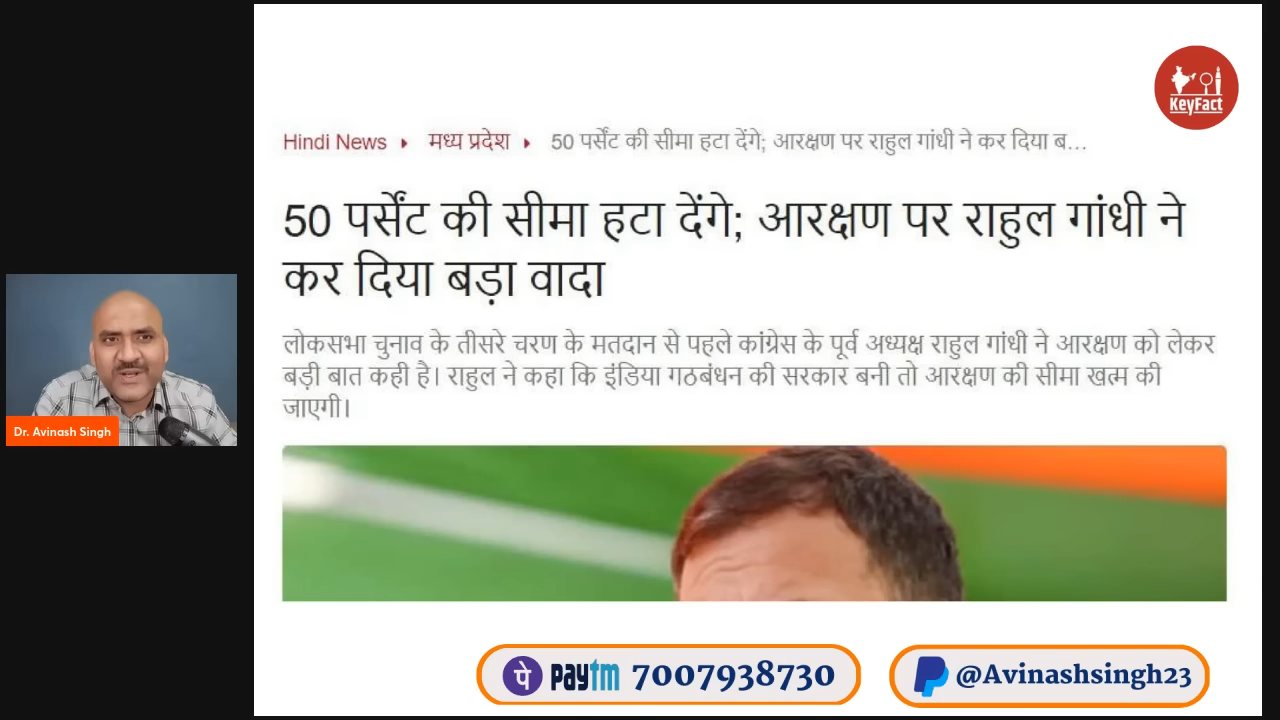 KeyFact
Hindi News मध्य प्रदेश 50 पर्सेंट की सीमा हटा देंगे; आरक्षण पर राहुल गांधी ने कर दिया ब...
50 पर्सेंट की सीमा हटा देंगे; आरक्षण पर राहुल गांधी ने
कर दिया बड़ा वादा
लोकसभा चुनाव के तीसरे चरण के मतदान से पहले कांग्रेस के पूर्व अध्यक्ष राहुल गांधी ने आरक्षण को लेकर
बड़ी बात कही है। राहुल ने कहा कि इंडिया गठबंधन की सरकार बनी तो आरक्षण की सीमा खत्म की
जाएगी।
Dr. Avinash Singh
पे paytm 7007938730
@Avinashsingh23